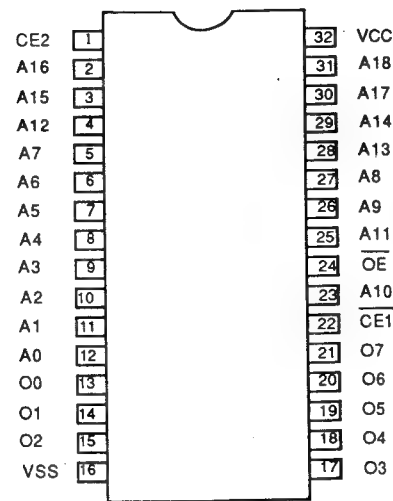 CE2 1 32 VCC
A16 2 31 A18
A15 3 30 A17
A12 4 29 A14
A7 5 28 A13
A6 6 27 A8
A5 7 26 A9
A4 8 25 A11
A3 9 24 OE
A2 10 23 A10
A1 11 22 CE1
A0 12 21 O7
O0 13 20 O6
O1 14 19 O5
O2 15 18 O4
VSS 16 17 O3